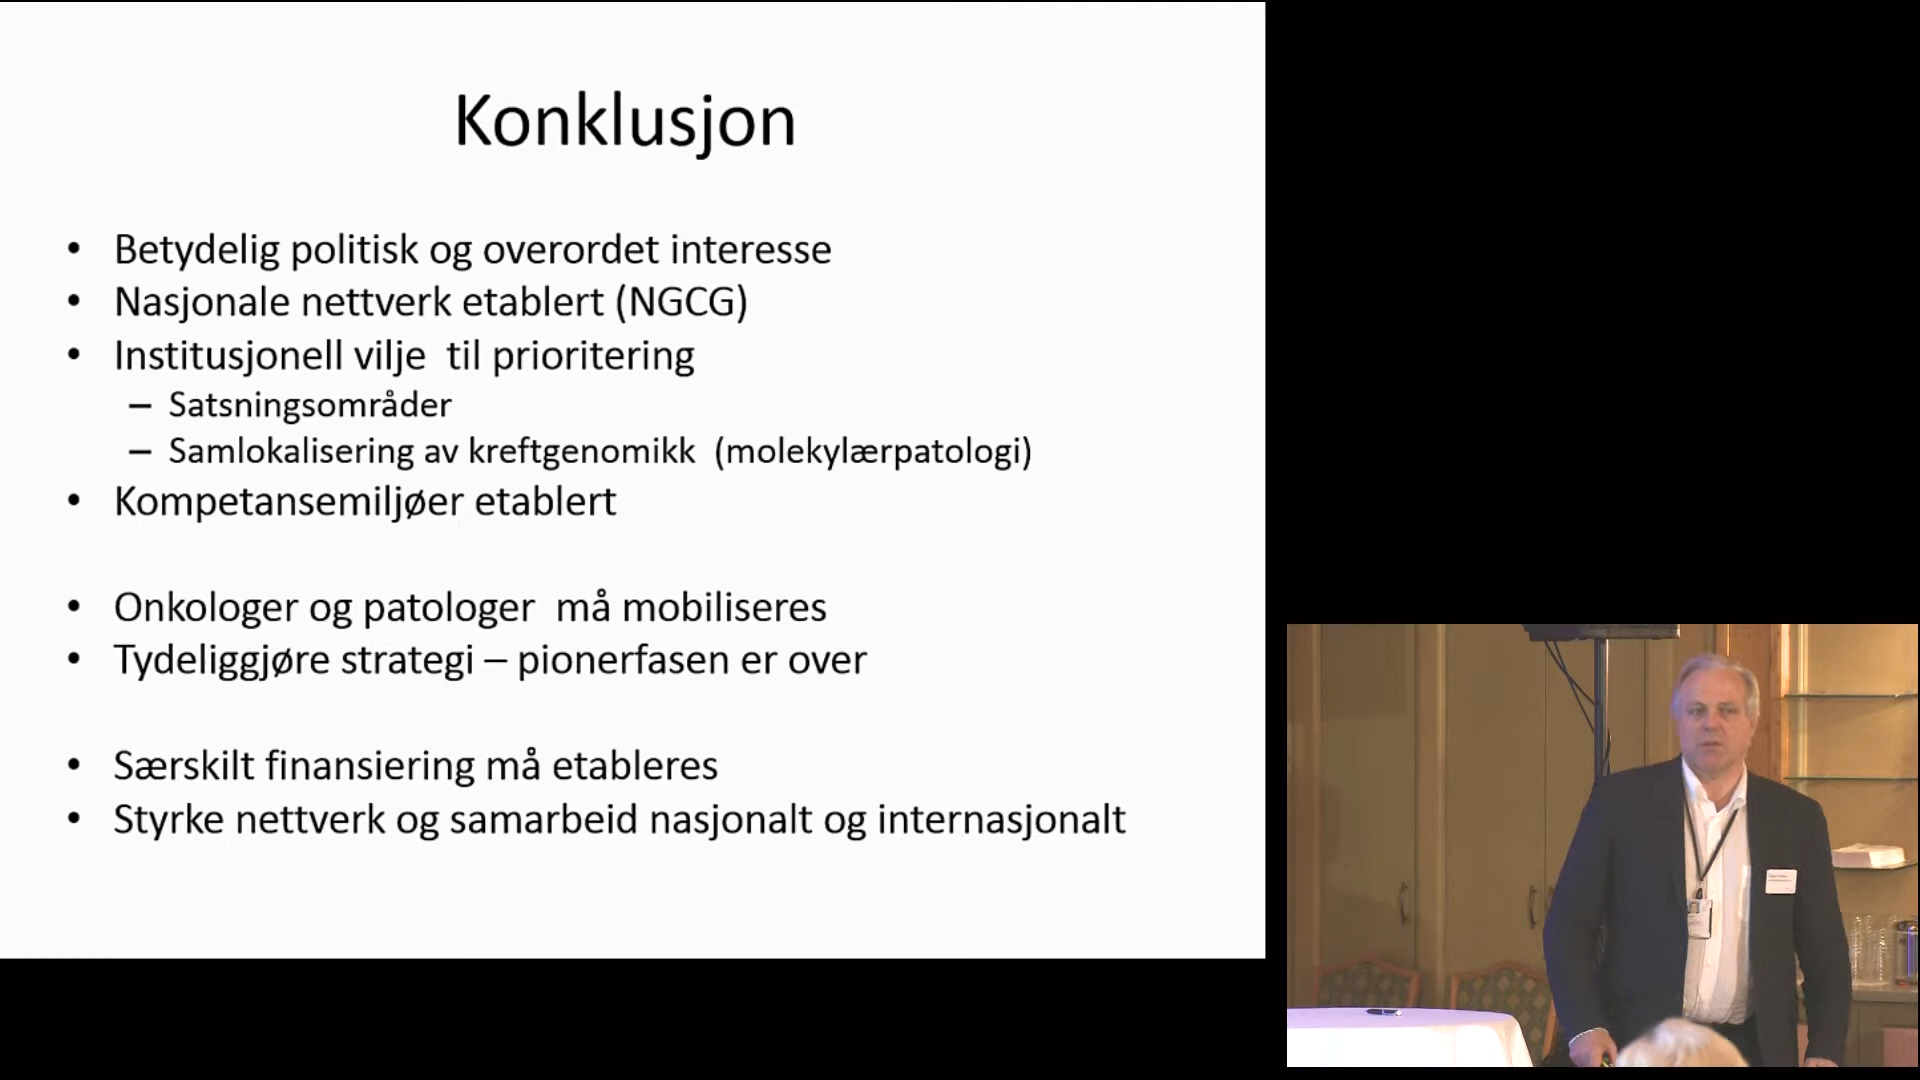 Konklusjon
• Betydelig politisk og overordet interesse
• Nasjonale nettverk etablert (NGCG)
• Institusjonell vilje til prioritering
– Satsningsområder
– Samlokalisering av kreftgenomikk (molekylærpatologi)
• Kompetansemiljøer etablert
• Onkologer og patologer må mobiliseres
• Tydeliggjøre strategi – pionerfasen er over
• Særskilt finansiering må etableres
• Styrke nettverk og samarbeid nasjonalt og internasjonalt